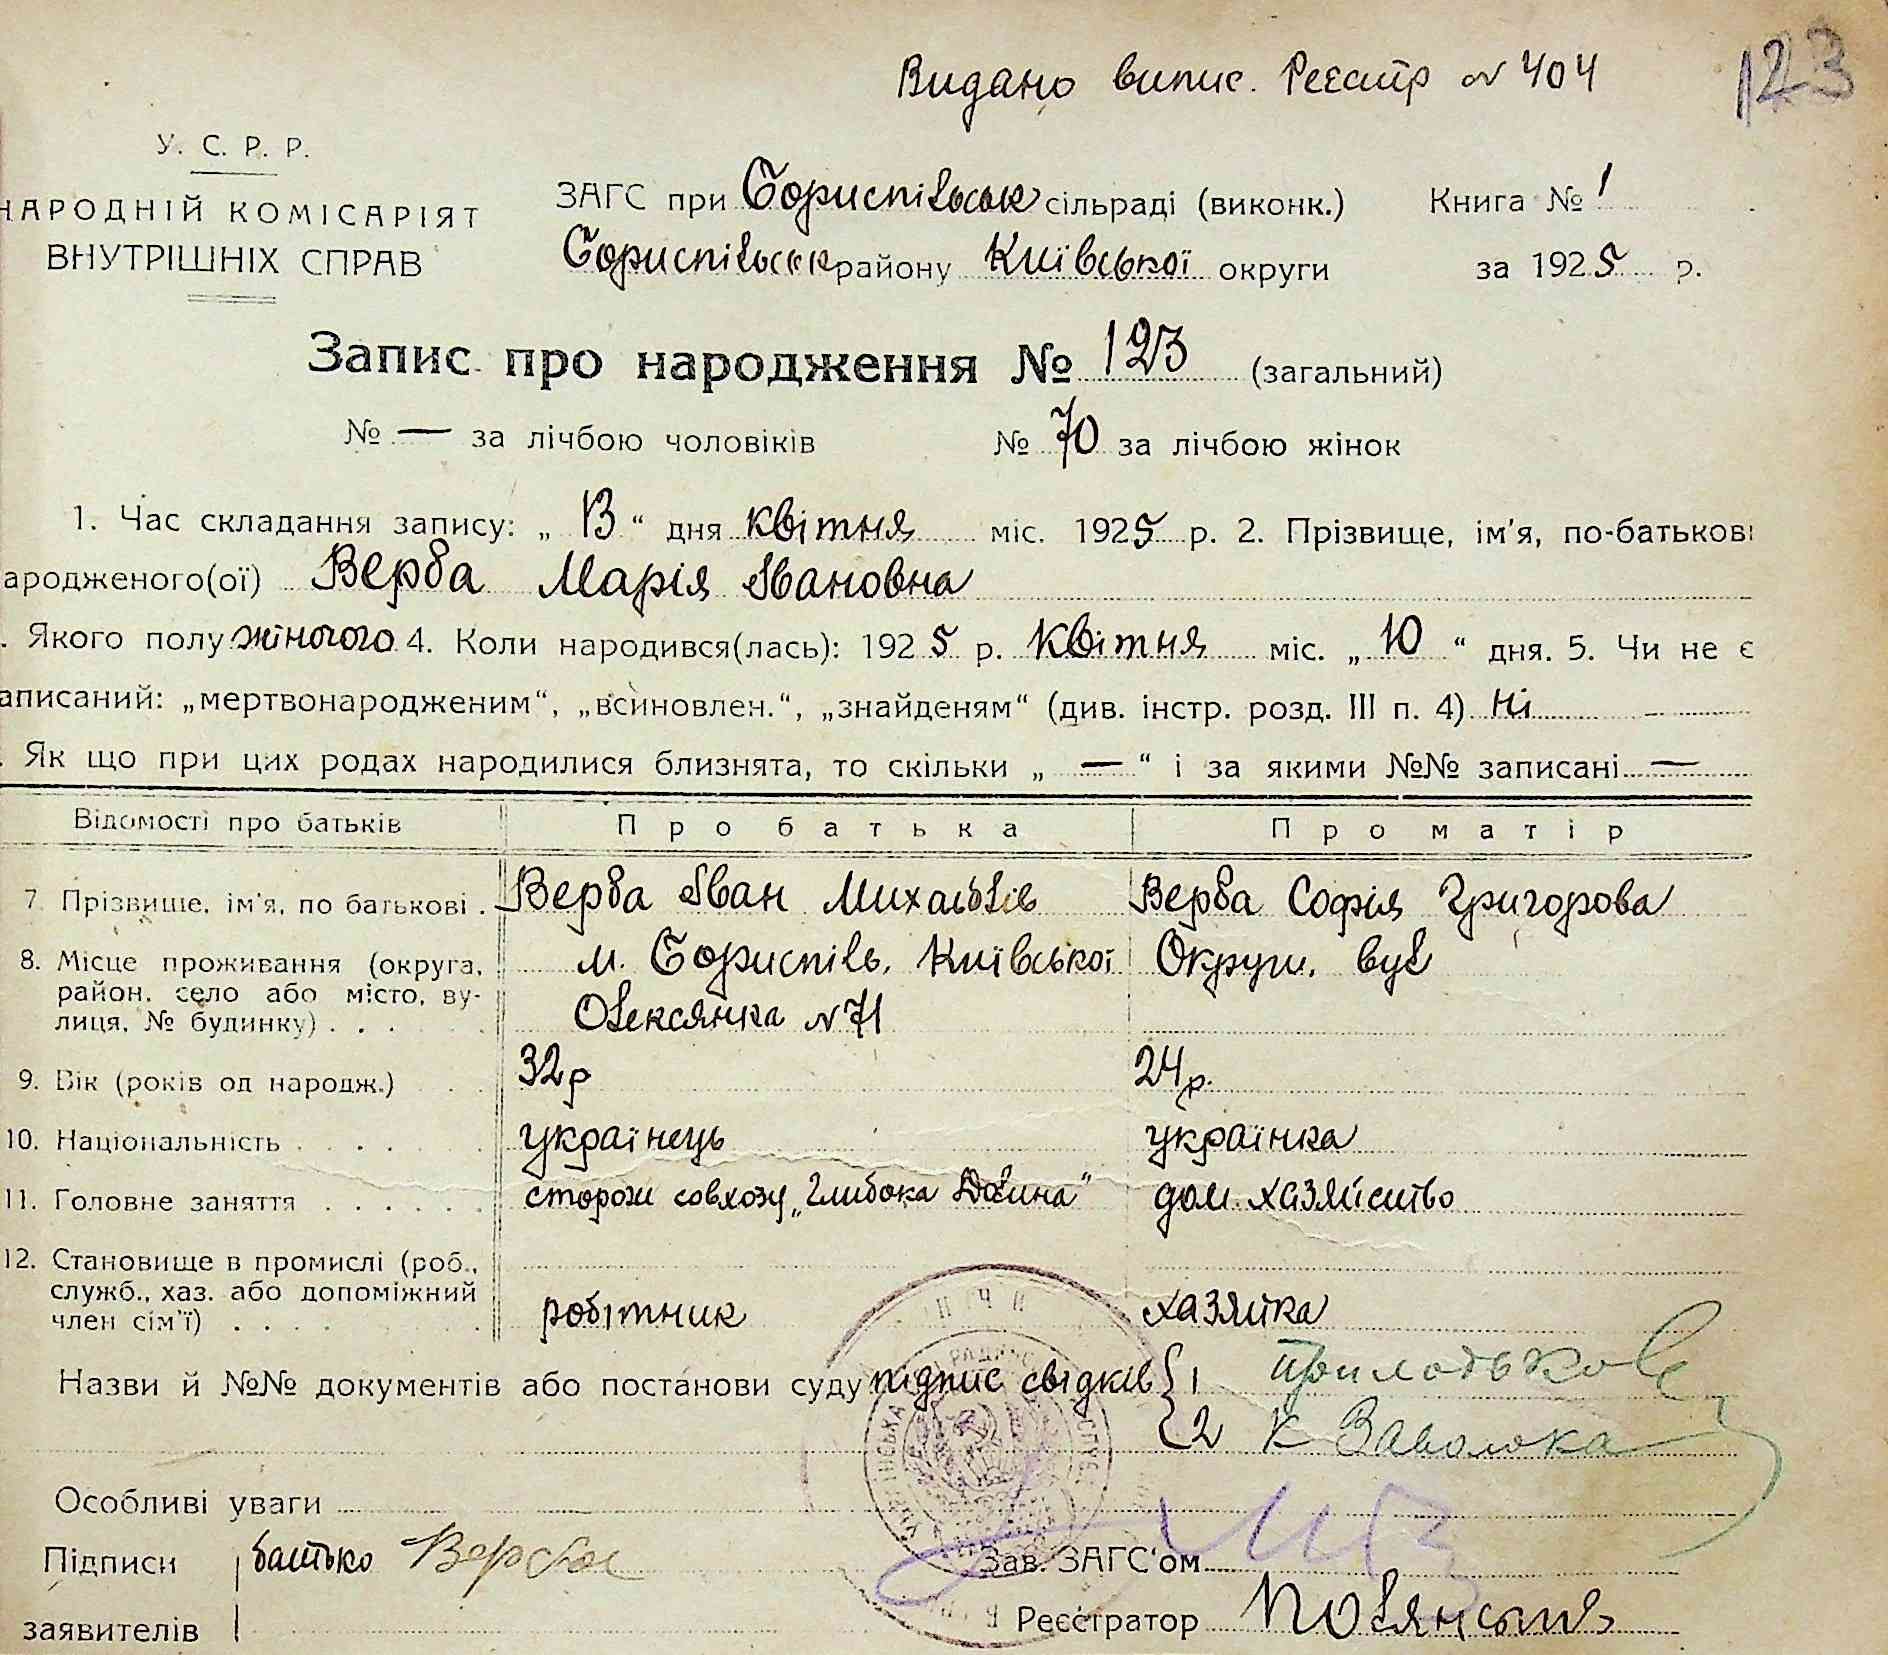 Видано випис. Реєстр № 404
123
У. С. Р. Р.
НАРОДНІЙ КОМІСАРІЯТ
ВНУТРІШНІХ СПРАВ
ЗАГС при Бориспільськ сільраді (виконк.) Книга № 1
Бориспільськ району Київської округи за 1925 р.
Запис про народження № 123 (загальний)
№ — за лічбою чоловіків № 70 за лічбою жінок
1. Час складання запису: „ 13 “ дня квітня міс. 1925 р. 2. Прізвище, ім'я, по-батькові
ародженого(ої) Верба Марія Івановна
. Якого полу жіночого 4. Коли народився(лась): 1925 р. квітня міс. „ 10 “ дня. 5. Чи не є
аписаний: „мертвонародженим“, „всиновлен.“, „знайденям“ (див. інстр. розд. III п. 4) ні
. Як що при цих родах народилися близнята, то скільки „ — “ і за якими №№ записані —
Відомості про батьків Про батька Про матір
7. Прізвище, ім'я, по батькові . Верба Іван Михайлів Верба Софія Григорова
8. Місце проживання (округа, район, село або місто, вулиця, № будинку) . . . м. Бориспіль, Київської Округи, вул
Олексянка № 71
9. Вік (років од народж.) 32р 24р.
10. Національність українець українка
11. Головне заняття сторож совхозу „Глибока Долина“ дом. хазяйство
12. Становище в промислі (роб., служб., хаз. або допоміжний член сім'ї) робітник хазяйка
Назви й №№ документів або постанови суду підпис свідків { 1
2 К
Особливі уваги
Підписи батько Верба Зав. ЗАГС'ом
заявителів Реєстратор